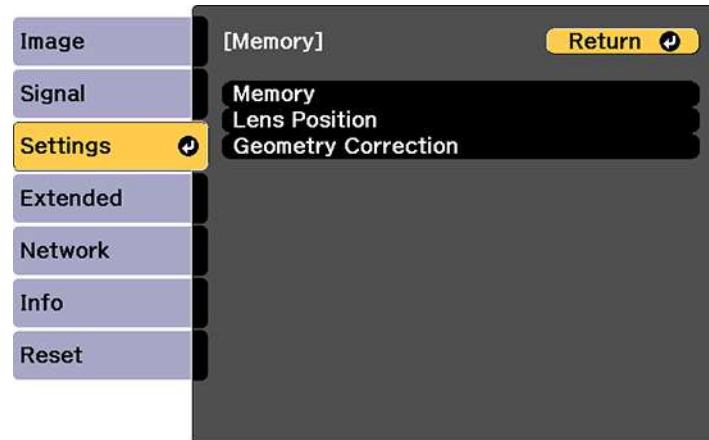 Image
Signal
Settings
Extended
Network
Info
Reset
[Memory]
Return
Memory
Lens Position
Geometry Correction